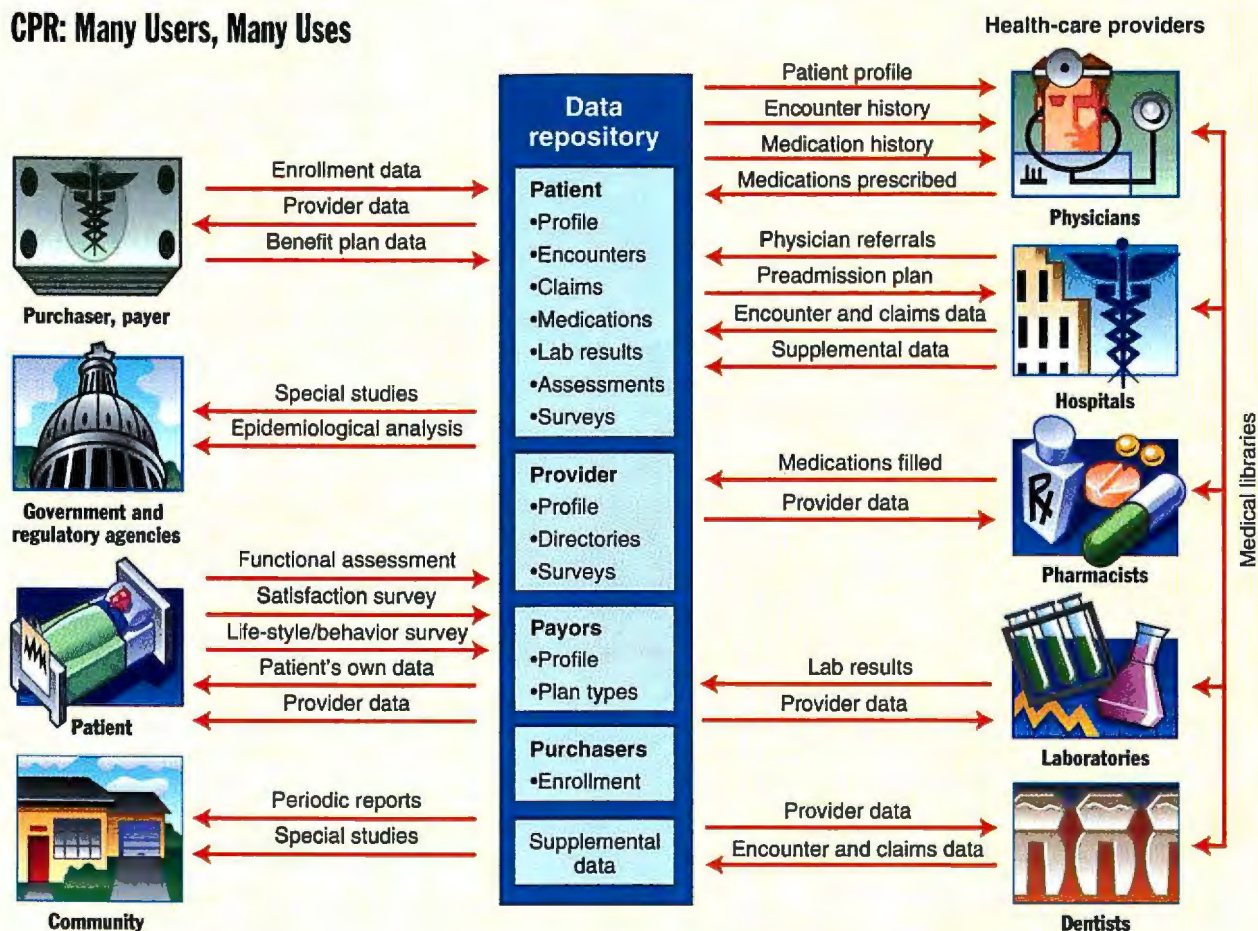 CPR: Many Users, Many Uses
Enrollment data
Provider data
Benefit plan data
Purchaser, payer
Special studies
Epidemiological analysis
Government and
regulatory agencies
Functional assessment
Satisfaction survey
Life-style/behavior survey
Patient's own data
Provider data
Patient
Periodic reports
Special studies
Community
Data
repository
Patient
•Profile
•Encounters
•Claims
•Medications
•Lab results
•Assessments
•Surveys
Provider
•Profile
•Directories
•Surveys
Payors
•Profile
•Plan types
Purchasers
•Enrollment
Supplemental
data
Health-care providers
Patient profile
Encounter history
Medication history
Medications prescribed
Physicians
Physician referrals
Preadmission plan
Encounter and claims data
Supplemental data
Hospitals
Medications filled
Provider data
Rx
Pharmacists
Lab results
Provider data
Laboratories
Provider data
Encounter and claims data
Dentists
Medical libraries